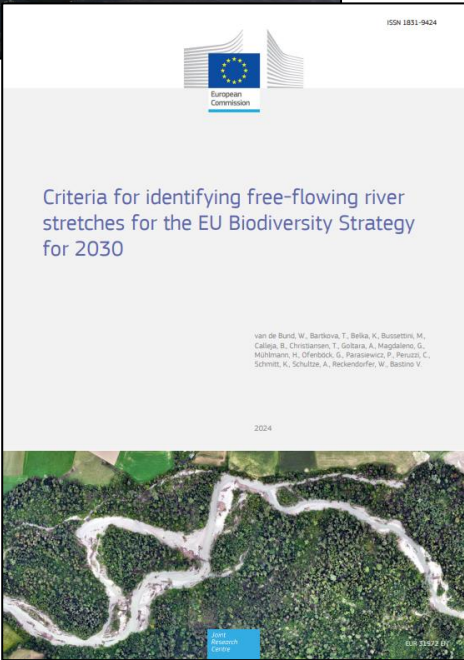 ISSN 1831-9424
European
Commission
Criteria for identifying free-flowing river
stretches for the EU Biodiversity Strategy
for 2030
van de Bund, W., Bartkova, T., Belka, K., Bussettini, M.,
Calleja, B., Christiansen, T., Goltara, A., Magdaleno, G.,
Mühlmann, H., Ofenböck, G., Parasiewicz, P., Peruzzi, C.,
Schmitt, K., Schultze, A., Reckendorfer, W., Bastino V.
2024
Joint
Research
Centre
EUR 31972 EN